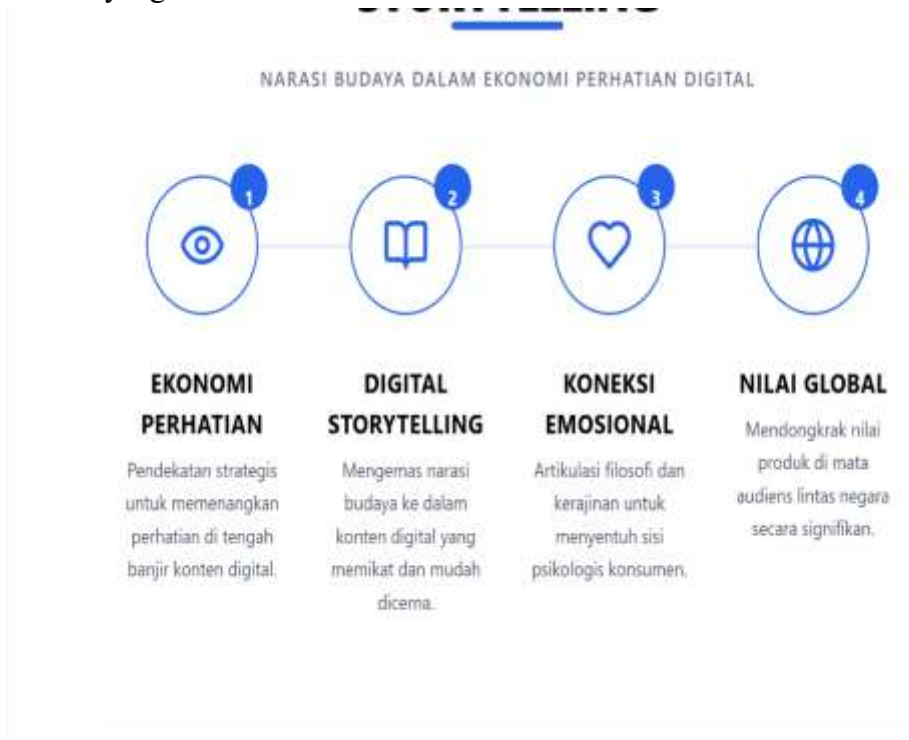 NARASI BUDAYA DALAM EKONOMI PERHATIAN DIGITAL
1
2
3
4
EKONOMI
PERHATIAN
Pendekatan strategis
untuk memenangkan
perhatian di tengah
banjir konten digital.
DIGITAL
STORYTELLING
Mengemas narasi
budaya ke dalam
konten digital yang
memikat dan mudah
dicerna.
KONEKSI
EMOSIONAL
Artikulasi filosofi dan
kerajinan untuk
menyentuh sisi
psikologis konsumen.
NILAI GLOBAL
Mendongkrak nilai
produk di mata
audiens lintas negara
secara signifikan.